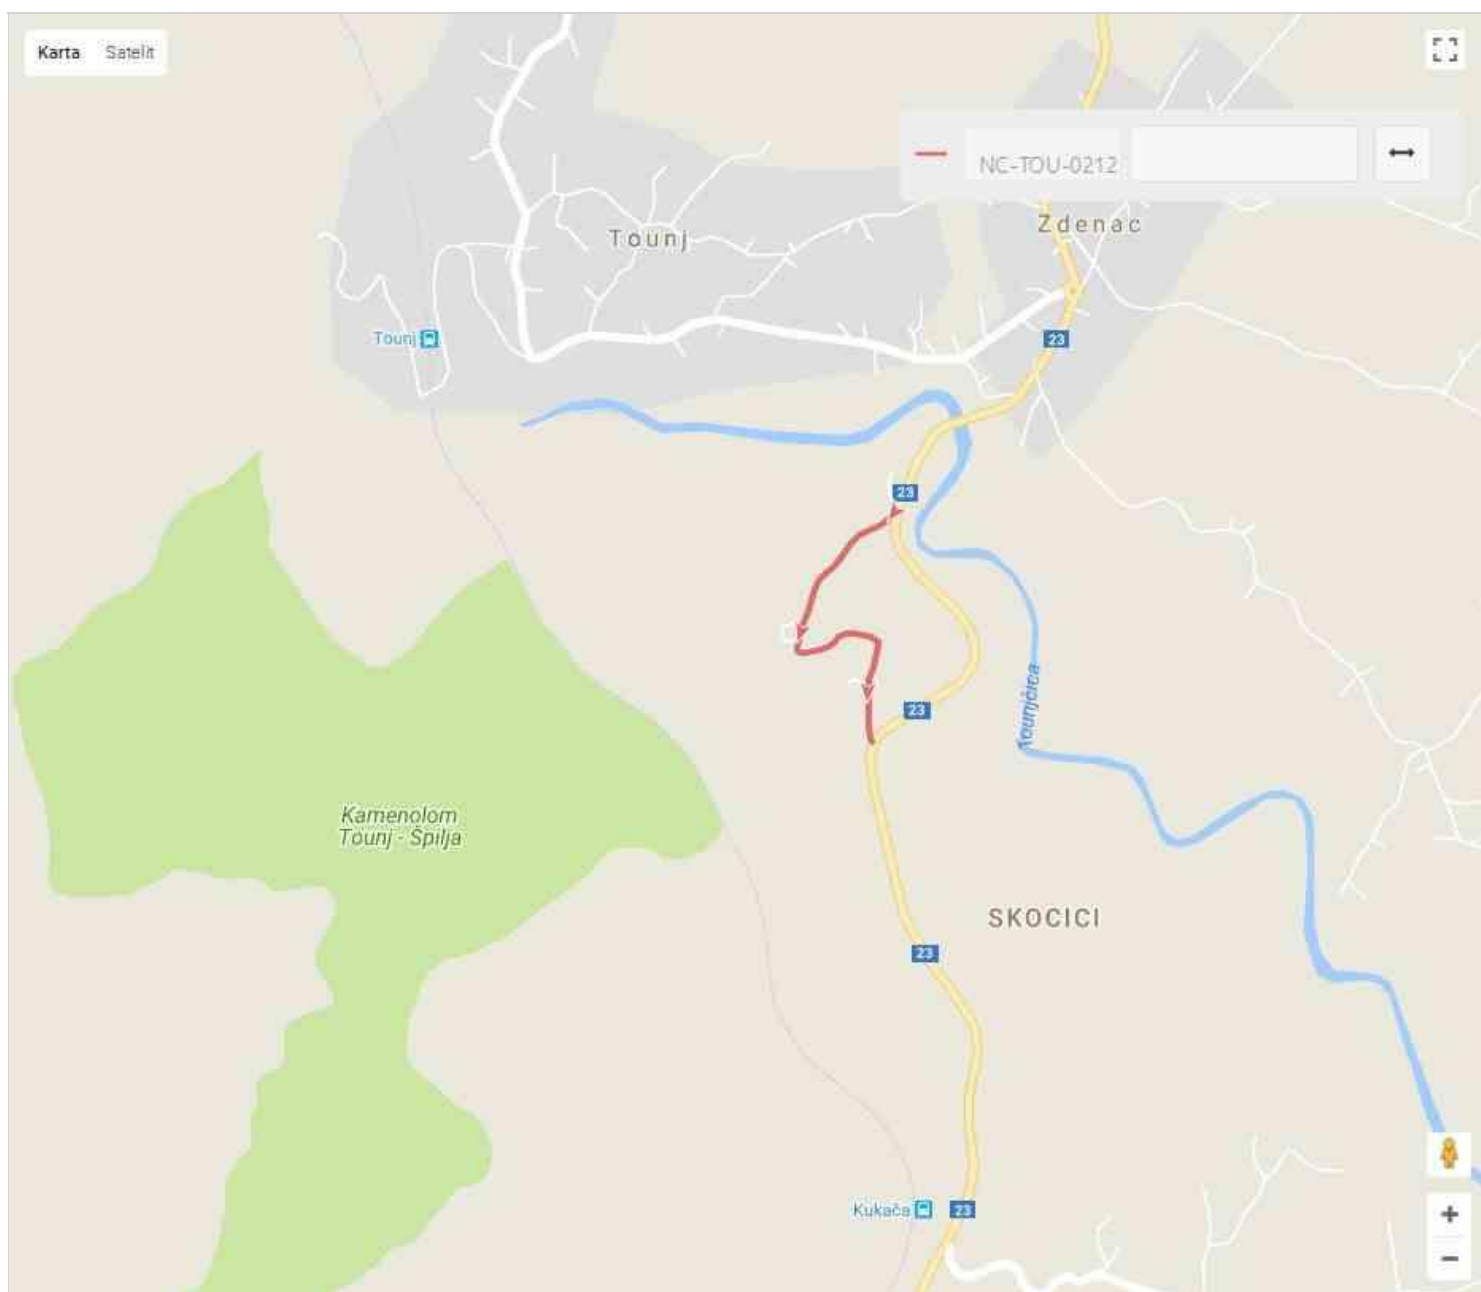 Karta Satelit
NC-TOU-0212
Zdenac
Tounj
Tounj
23
23
Tounjčica
23
Kamenolom
Tounj - Špilja
SKOCICI
23
Kukača 23